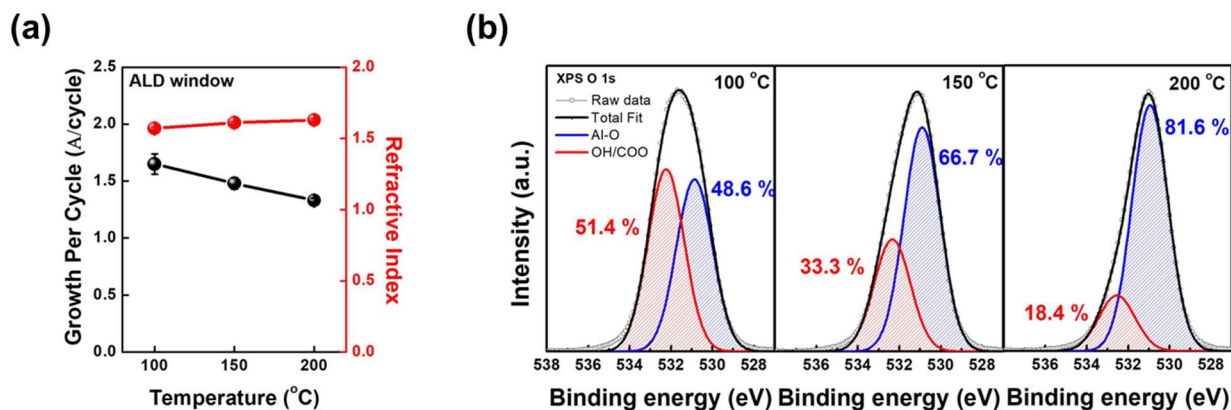 (a)
ALD window
Growth Per Cycle (A/cycle)
2.5
2.0
1.5
1.0
0.5
0.0
2.0
1.5
1.0
0.5
0.0
Refractive Index
100 150 200
Temperature (°C)
(b)
XPS O 1s
Raw data
Total Fit
Al-O
OH/COO
100 °C
48.6 %
51.4 %
150 °C
66.7 %
33.3 %
200 °C
81.6 %
18.4 %
Intensity (a.u.)
538 536 534 532 530 528
536 534 532 530 528
536 534 532 530 528
Binding energy (eV)
Binding energy (eV)
Binding energy (eV)